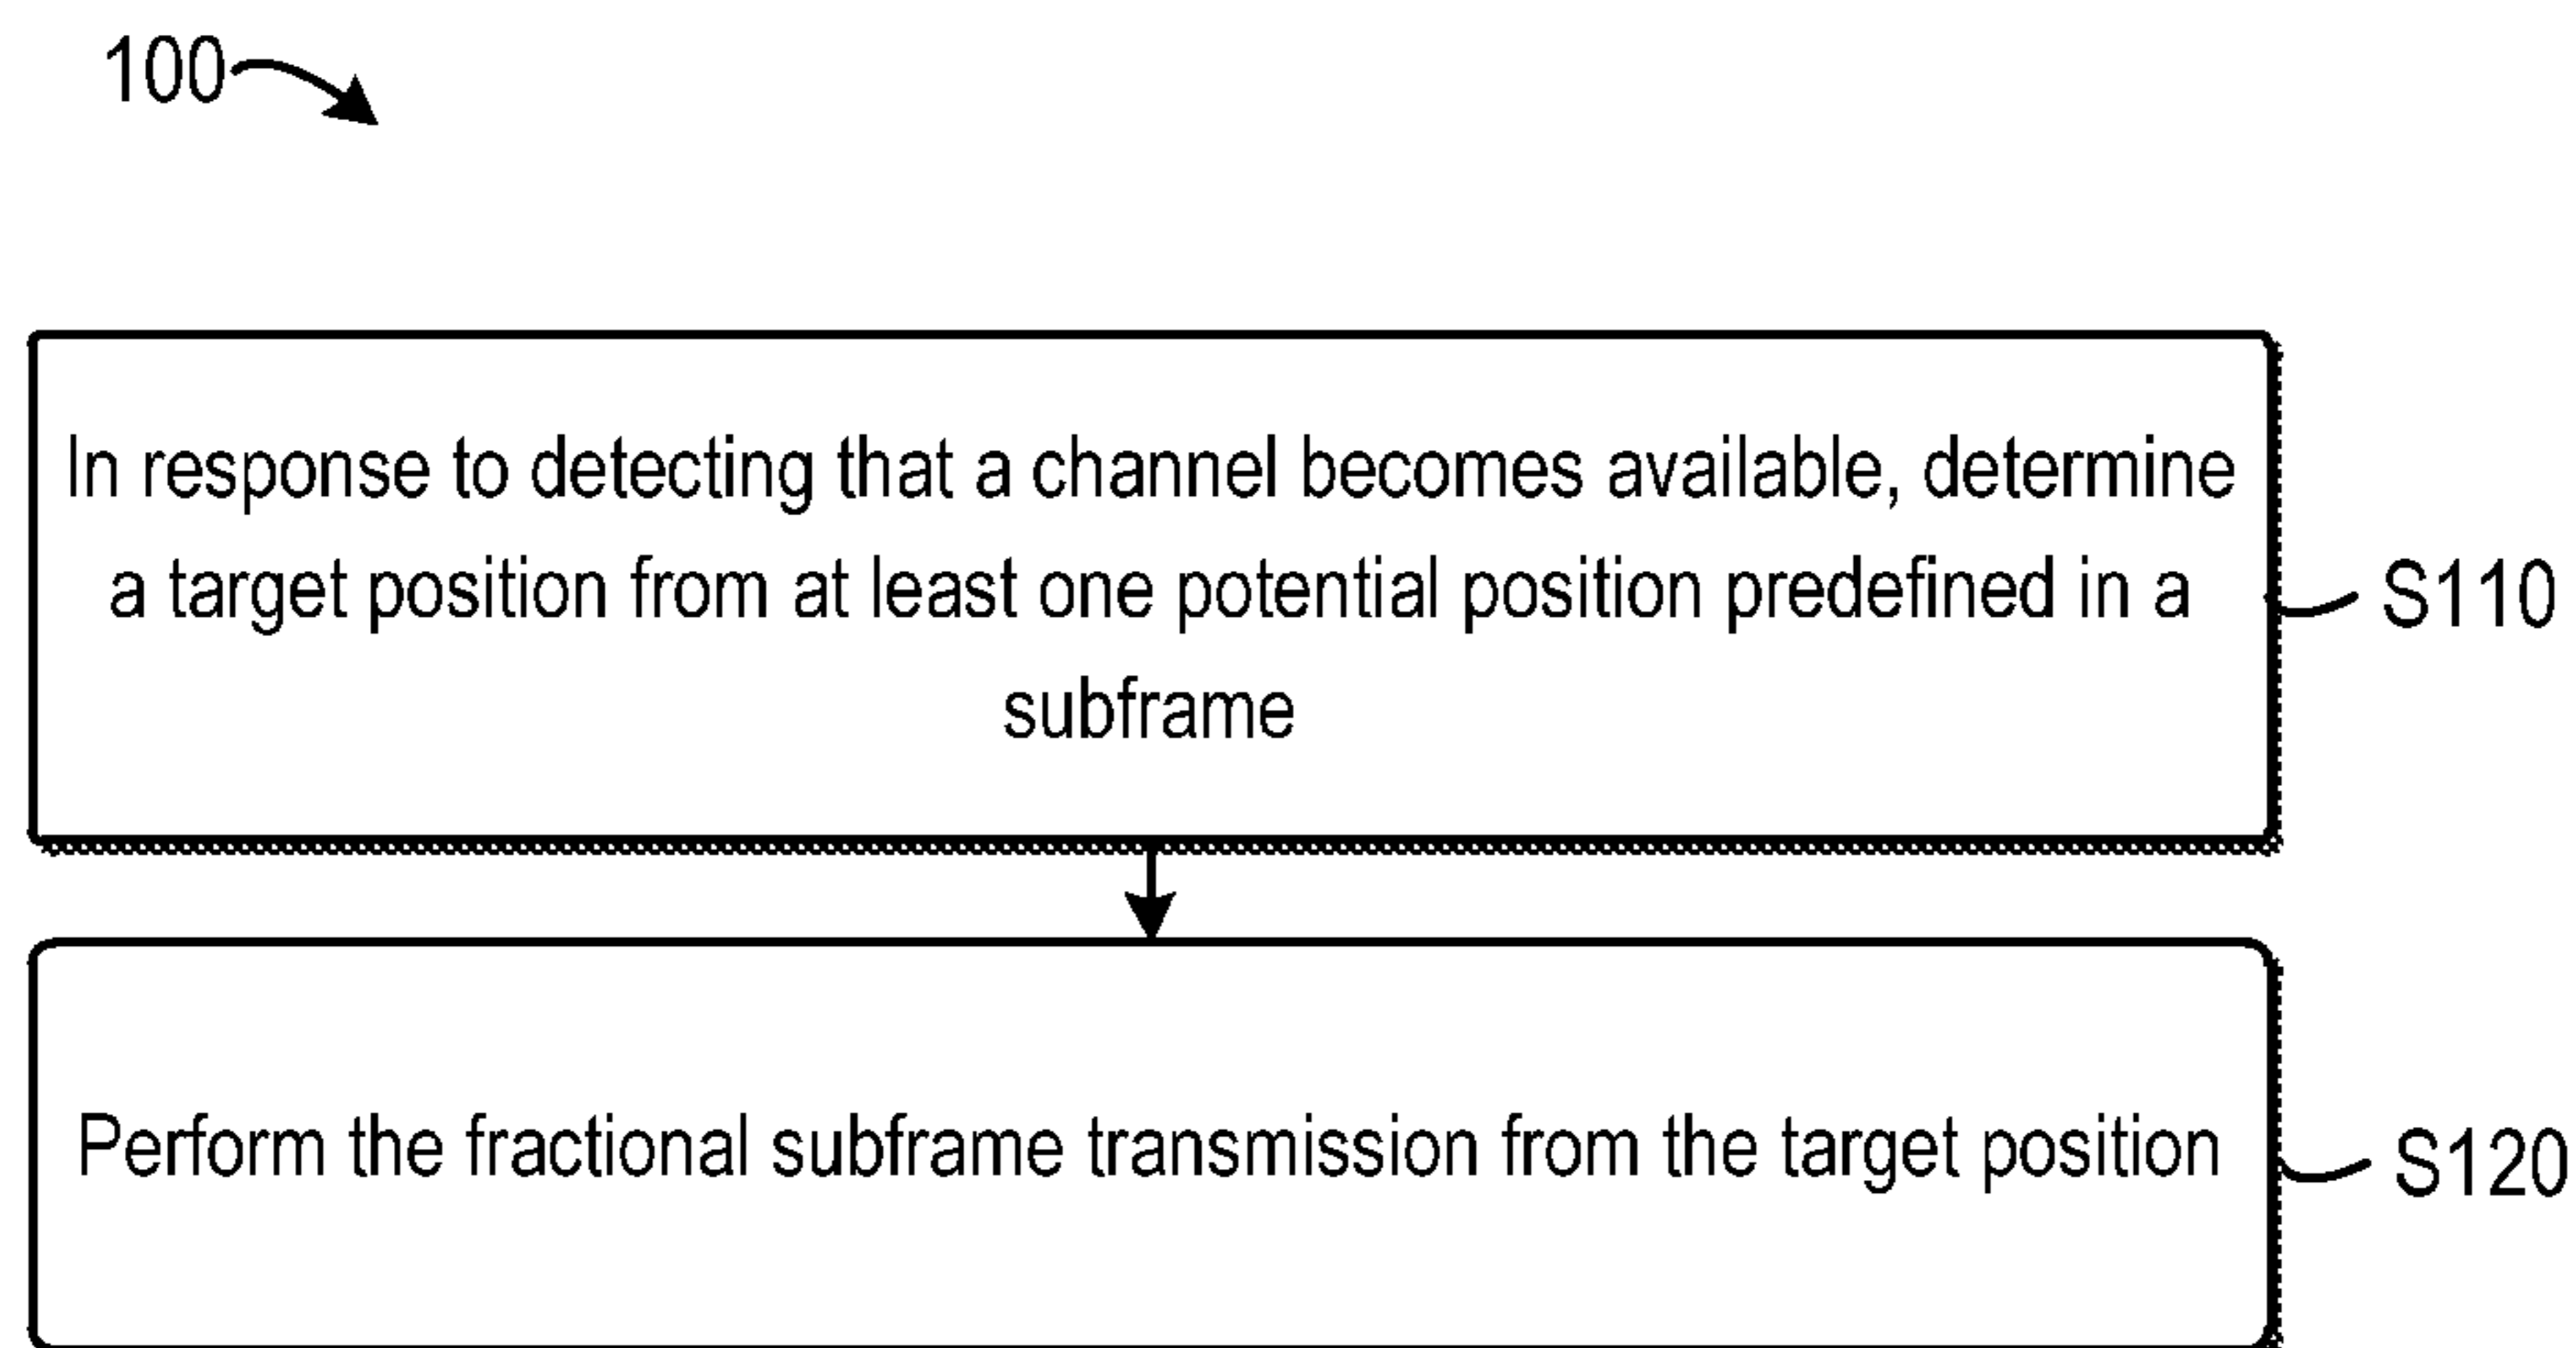 100
In response to detecting that a channel becomes available, determine
a target position from at least one potential position predefined in a
subframe
S110
Perform the fractional subframe transmission from the target position
S120